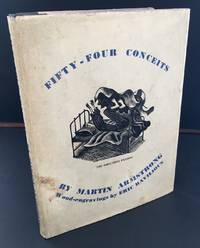 FIFTY-FOUR CONCEITS
BY MARTIN ARMSTRONG
Wood-engravings by ERIC RAVILIOUS